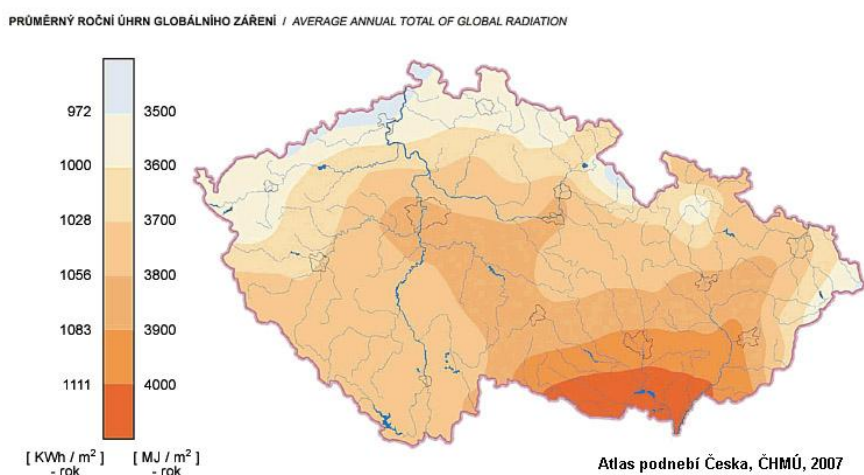 PRŮMĚRNÝ ROČNÍ ÚHRN GLOBÁLNÍHO ZÁŘENÍ / AVERAGE ANNUAL TOTAL OF GLOBAL RADIATION
972 3500
1000 3600
1028 3700
1056 3800
1083 3900
1111 4000
[ KWh / m² ] [ MJ / m² ]
- rok - rok
Atlas podnebí Česka, ČHMÚ, 2007